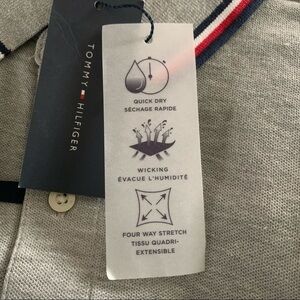 TOMMY HILFIGER
QUICK DRY
SÉCHAGE RAPIDE
WICKING
ÉVACUE L'HUMIDITÉ
FOUR WAY STRETCH
TISSU QUADRI-
EXTENSIBLE